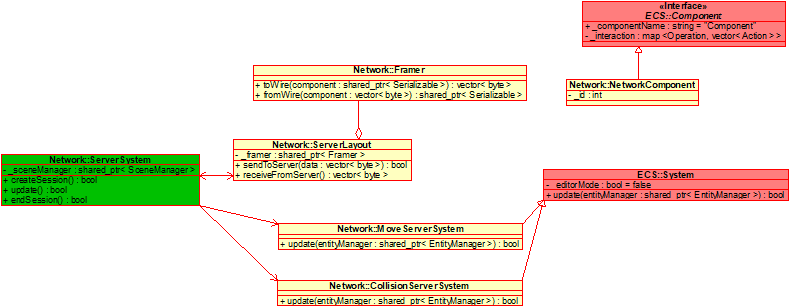 «Interface»
ECS::Component
+ _componentName : string = "Component"
- _interaction : map <Operation, vector< Action > >
Network::NetworkComponent
- _id : int
Network::Framer
+ toWire(component : shared_ptr< Serializable >) : vector< byte >
+ fromWire(component : vector< byte >) : shared_ptr< Serializable >
Network::ServerLayout
- _framer : shared_ptr< Framer >
+ sendToServer(data : vector< byte >) : bool
+ receiveFromServer() : vector< byte >
Network::ServerSystem
- _sceneManager : shared_ptr< SceneManager >
+ createSession() : bool
+ update() : bool
+ endSession() : bool
ECS::System
- _editorMode : bool = false
+ update(entityManager : shared_ptr< EntityManager >) : bool
Network::MoveServerSystem
+ update(entityManager : shared_ptr< EntityManager >) : bool
Network::CollisionServerSystem
+ update(entityManager : shared_ptr< EntityManager >) : bool